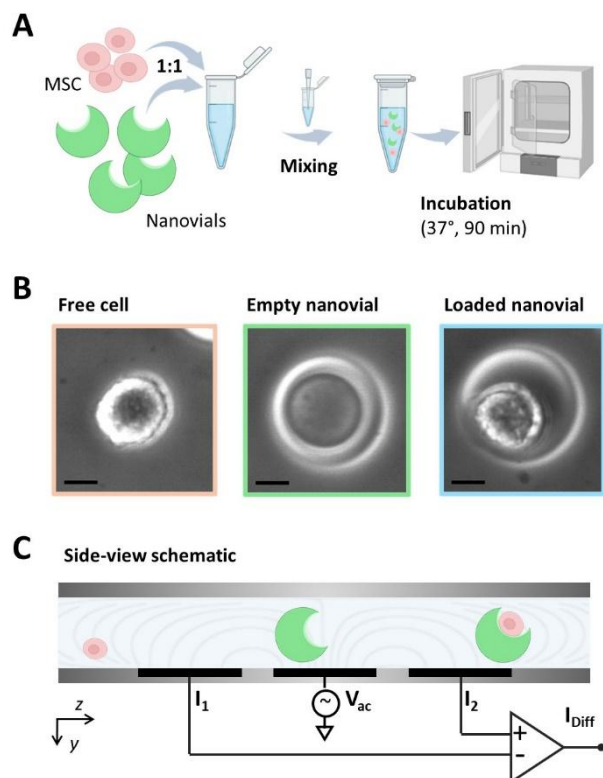 A
MSC
1:1
Nanovials
Mixing
Incubation
(37°, 90 min)
B
Free cell
Empty nanovial
Loaded nanovial
C
Side-view schematic
z
y
I1
Vac
~
I2
+
-
IDiff